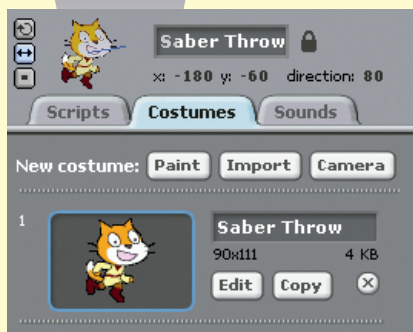 Saber Throw
x: -180 y: -60 direction: 80
Scripts Costumes Sounds
New costume: Paint Import Camera
1
Saber Throw
90x111 4 KB
Edit Copy